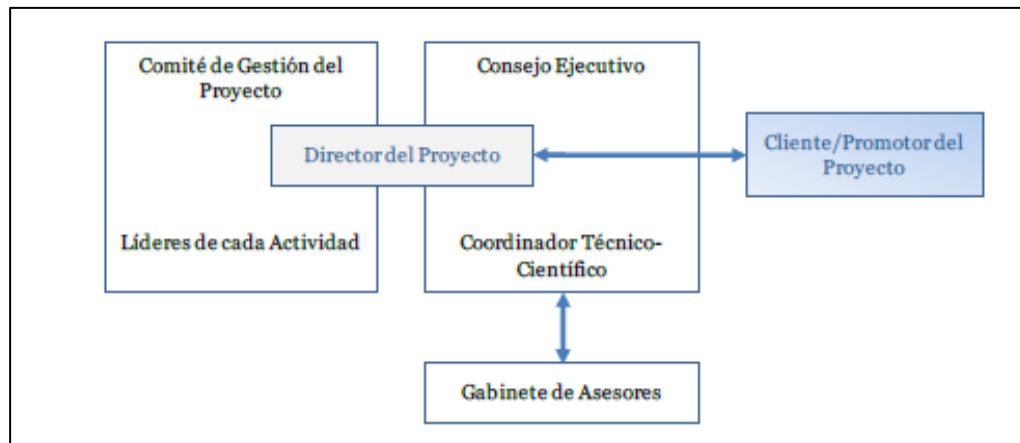 Comité de Gestión del
Proyecto
Consejo Ejecutivo
Director del Proyecto
Cliente/Promotor del
Proyecto
Líderes de cada Actividad
Coordinador Técnico-
Científico
Gabinete de Asesores